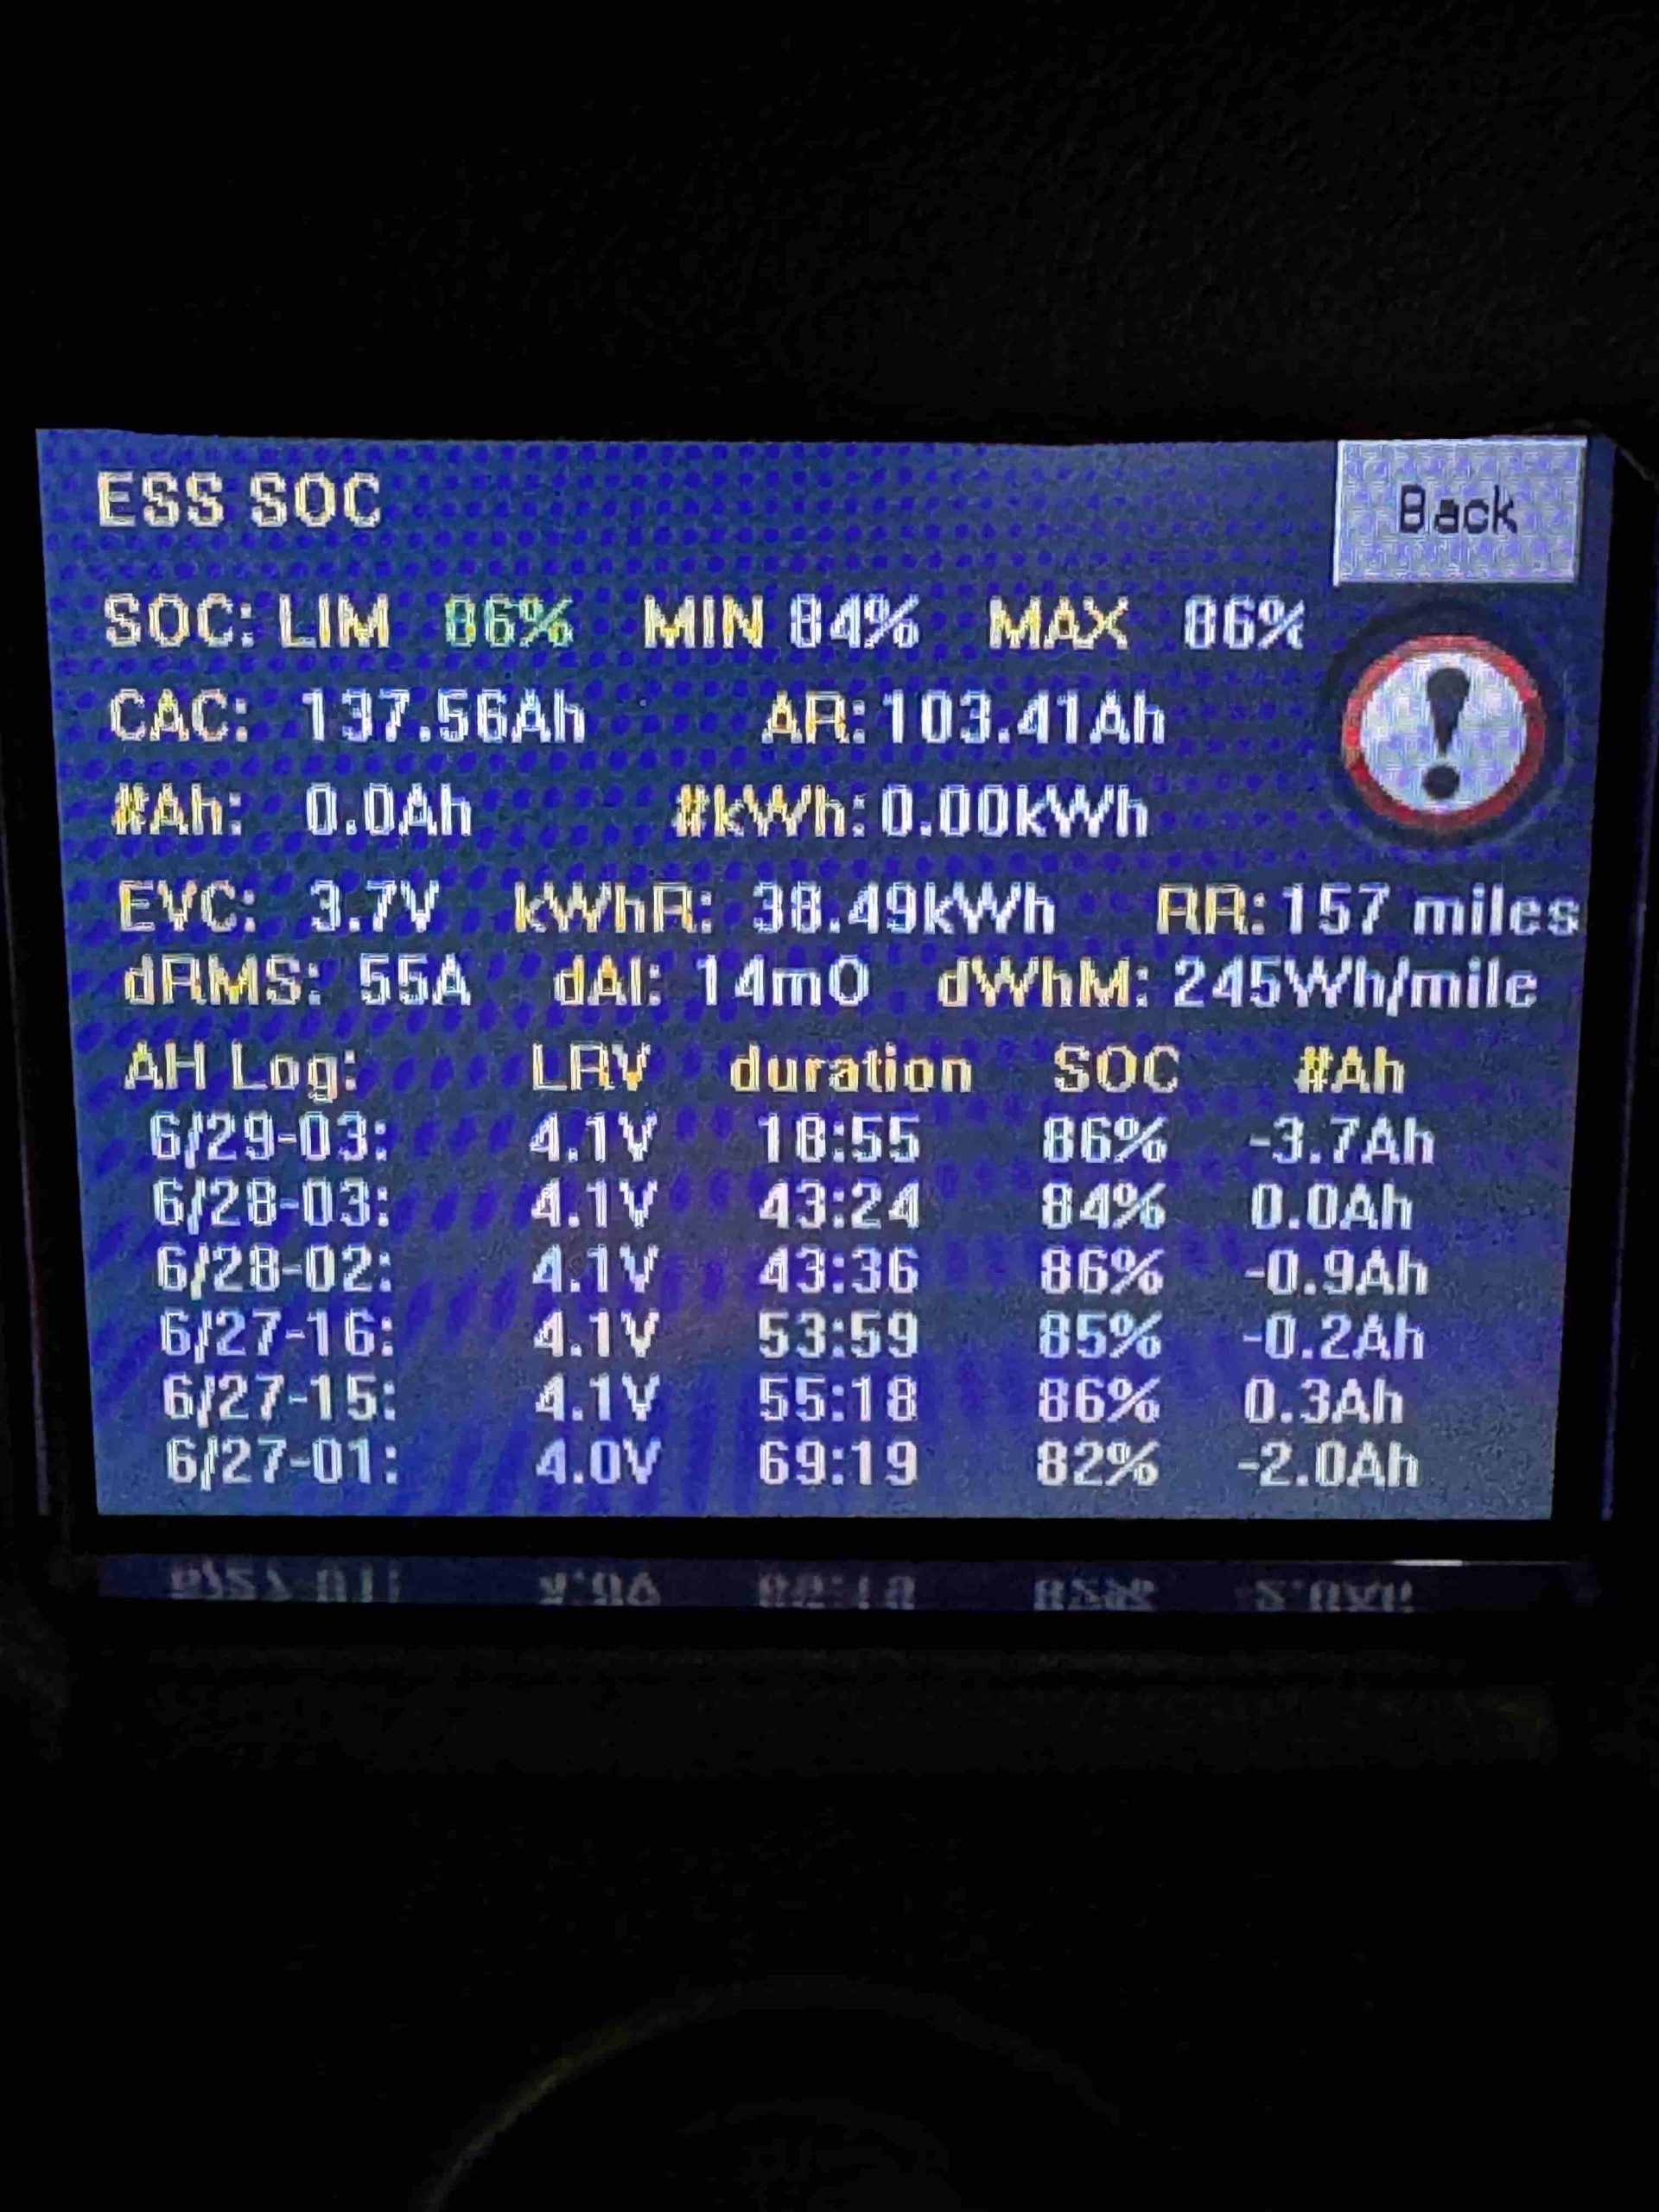 ESS SOC
Back
SOC: LIM 86% MIN 84% MAX 86%
CAC: 137.56Ah AR: 103.41Ah
#Ah: 0.0Ah #kWh: 0.00kWh
EVC: 3.7V kWhR: 38.49kWh RR: 157 miles
dRMS: 55A dAI: 14mO dWhM: 245Wh/mile
AH Log: LRV duration SOC #Ah
6/29-03: 4.1V 18:55 86% -3.7Ah
6/28-03: 4.1V 43:24 84% 0.0Ah
6/28-02: 4.1V 43:36 86% -0.9Ah
6/27-16: 4.1V 53:59 85% -0.2Ah
6/27-15: 4.1V 55:18 86% 0.3Ah
6/27-01: 4.0V 69:19 82% -2.0Ah